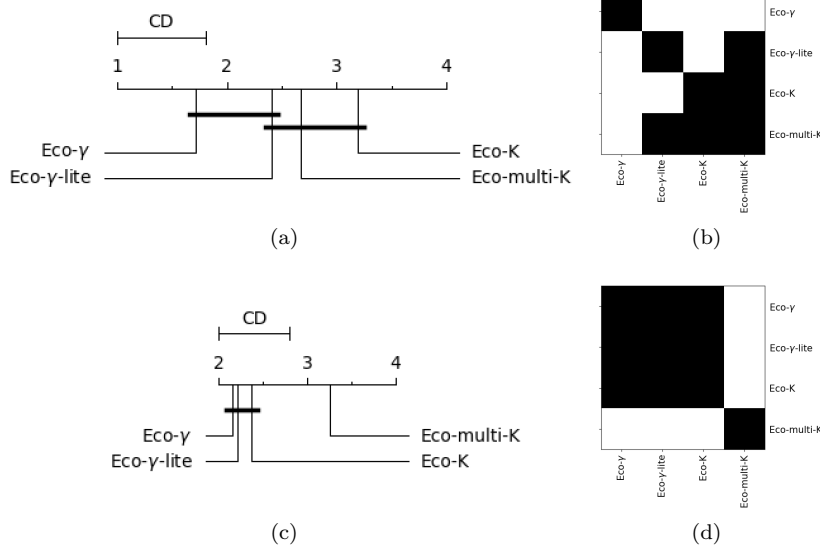 CD
1 2 3 4
Eco-γ
Eco-γ-lite
Eco-K
Eco-multi-K
(a)
Eco-γ
Eco-γ-lite
Eco-K
Eco-multi-K
Eco-γ
Eco-γ-lite
Eco-K
Eco-multi-K
(b)
CD
2 3 4
Eco-γ
Eco-γ-lite
Eco-multi-K
Eco-K
(c)
Eco-γ
Eco-γ-lite
Eco-K
Eco-multi-K
Eco-γ
Eco-γ-lite
Eco-K
Eco-multi-K
(d)